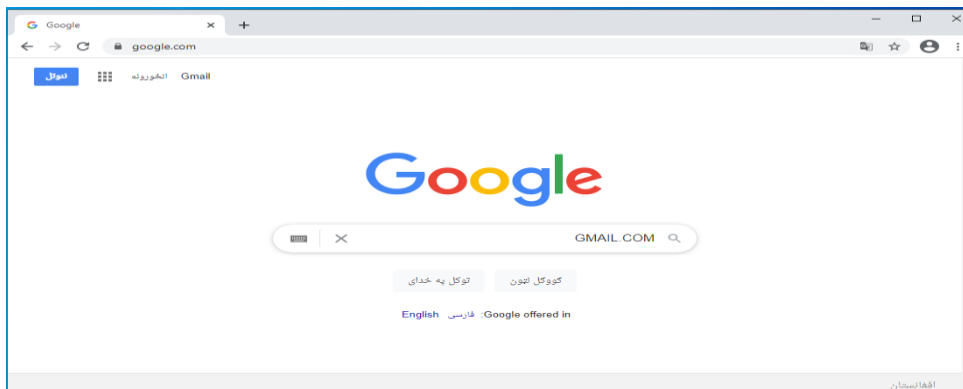 Google
google.com
Gmail انځورونه ننوتل
Google
GMAIL.COM
ګووګل لټون توکل په خدای
Google offered in: فارسی English
افغانستان